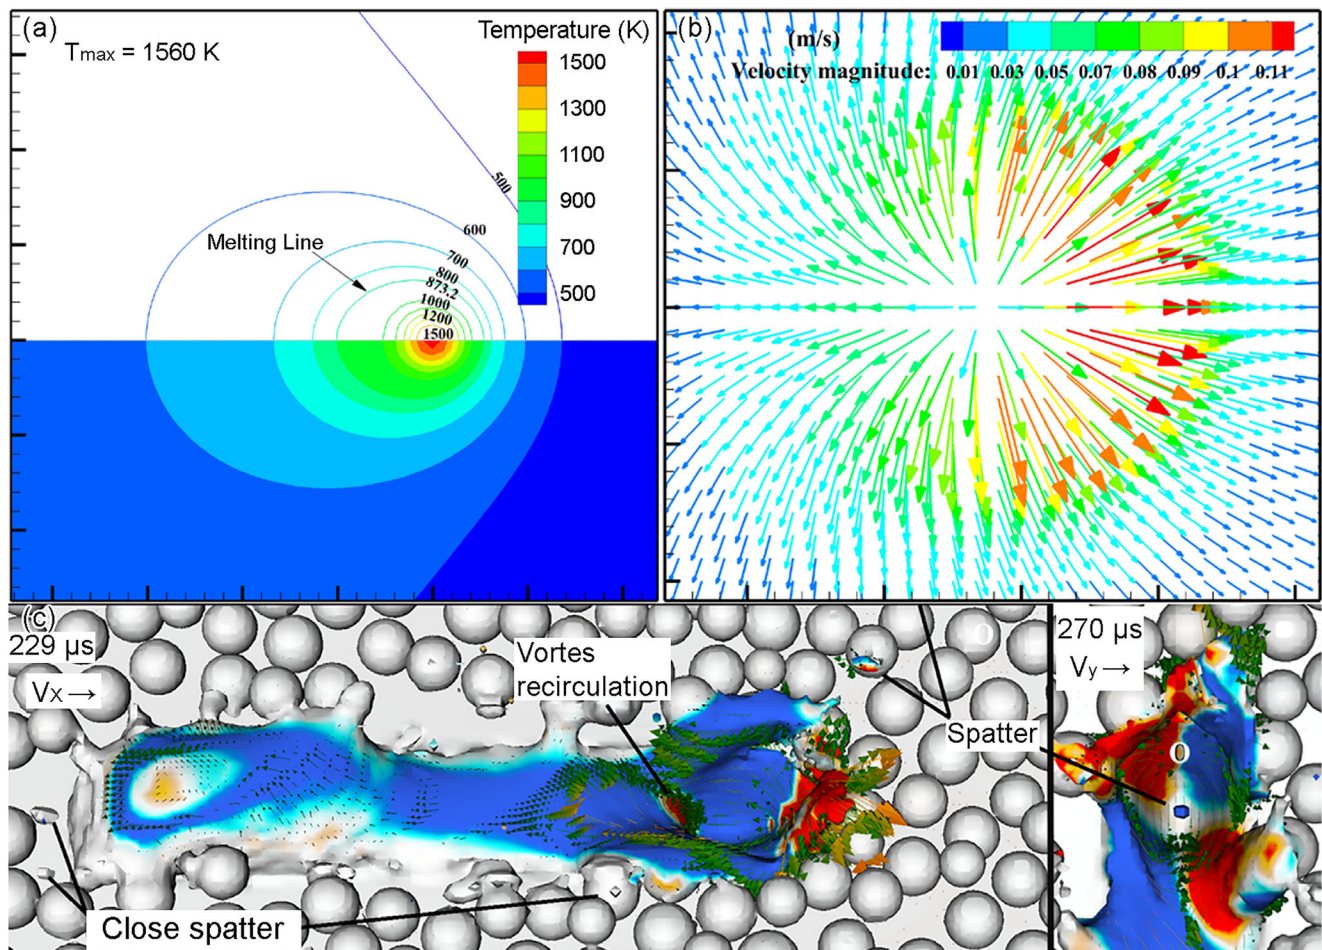 (a)
Tmax = 1560 K
Temperature (K)
1500
1300
1100
900
700
500
Melting Line
500
600
700
800
873,2
1000
1200
1500
(b)
(m/s)
Velocity magnitude: 0.01 0.03 0.05 0.07 0.08 0.09 0.1 0.11
(c)
229 μs
Vx →
Vortes
recirculation
0
Spatter
Close spatter
270 μs
Vy →
0